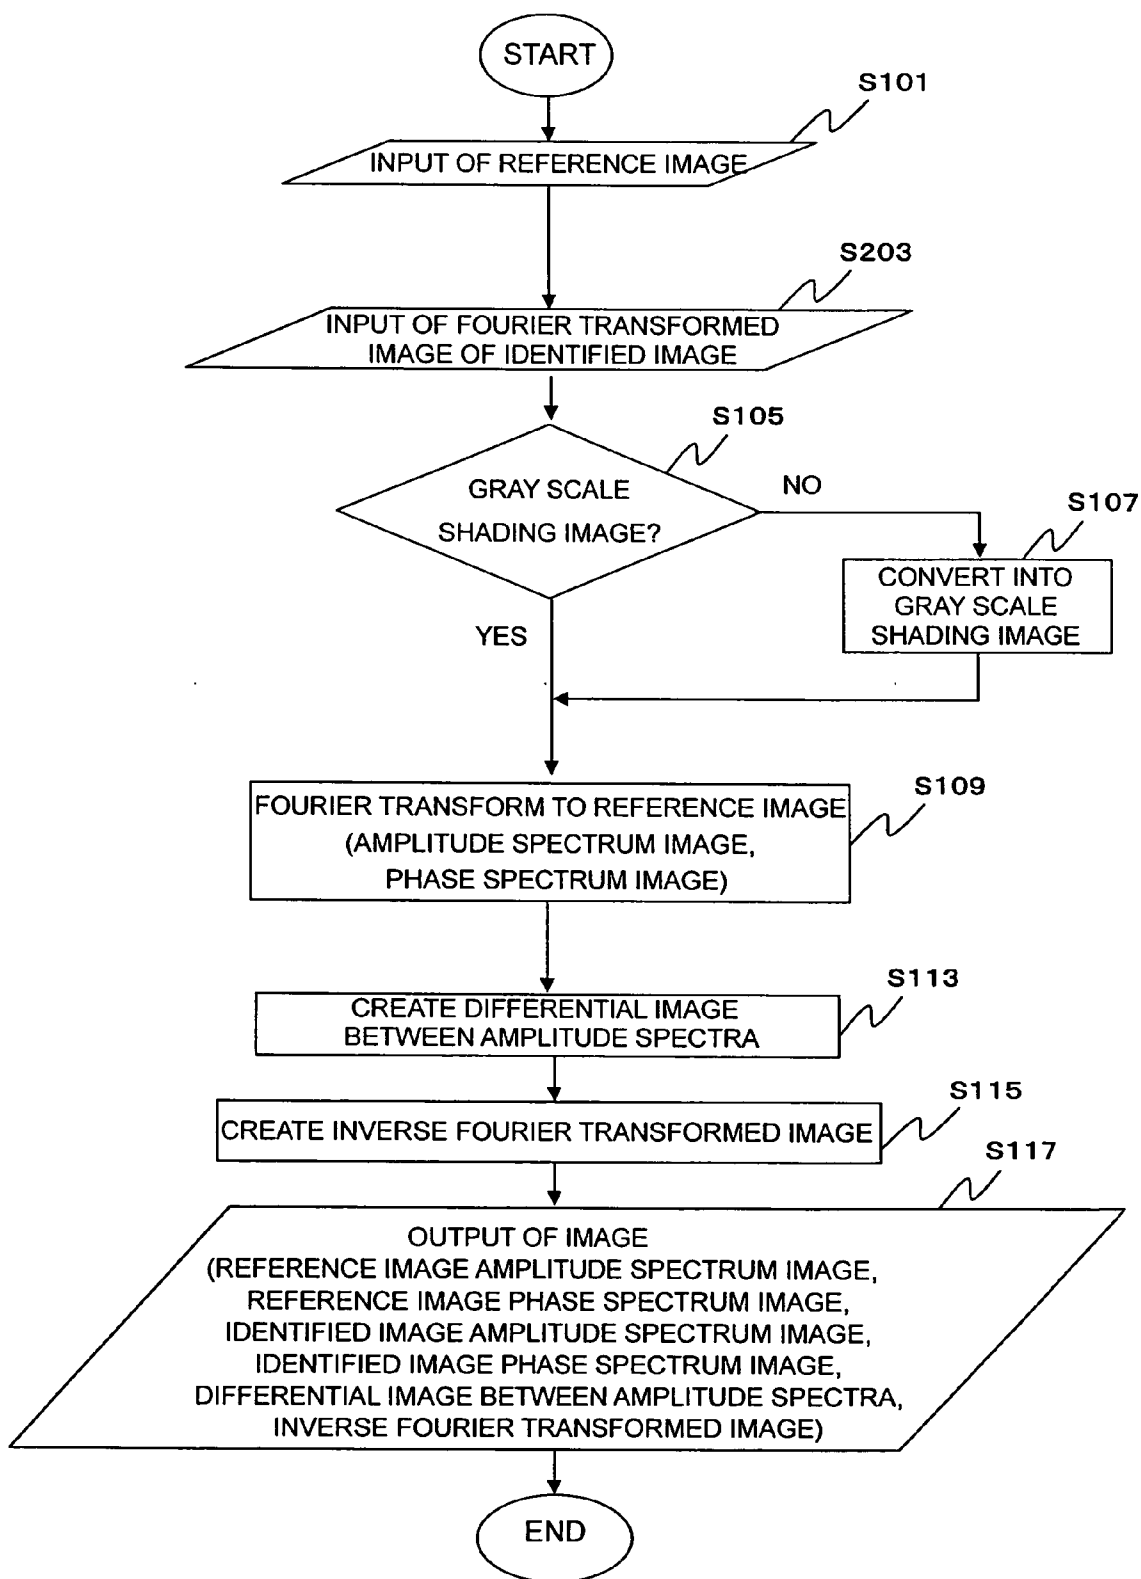 START
S101
INPUT OF REFERENCE IMAGE
S203
INPUT OF FOURIER TRANSFORMED
IMAGE OF IDENTIFIED IMAGE
S105
GRAY SCALE
SHADING IMAGE?
NO
S107
CONVERT INTO
GRAY SCALE
SHADING IMAGE
YES
S109
FOURIER TRANSFORM TO REFERENCE IMAGE
(AMPLITUDE SPECTRUM IMAGE,
PHASE SPECTRUM IMAGE)
S113
CREATE DIFFERENTIAL IMAGE
BETWEEN AMPLITUDE SPECTRA
S115
CREATE INVERSE FOURIER TRANSFORMED IMAGE
S117
OUTPUT OF IMAGE
(REFERENCE IMAGE AMPLITUDE SPECTRUM IMAGE,
REFERENCE IMAGE PHASE SPECTRUM IMAGE,
IDENTIFIED IMAGE AMPLITUDE SPECTRUM IMAGE,
IDENTIFIED IMAGE PHASE SPECTRUM IMAGE,
DIFFERENTIAL IMAGE BETWEEN AMPLITUDE SPECTRA,
INVERSE FOURIER TRANSFORMED IMAGE)
END